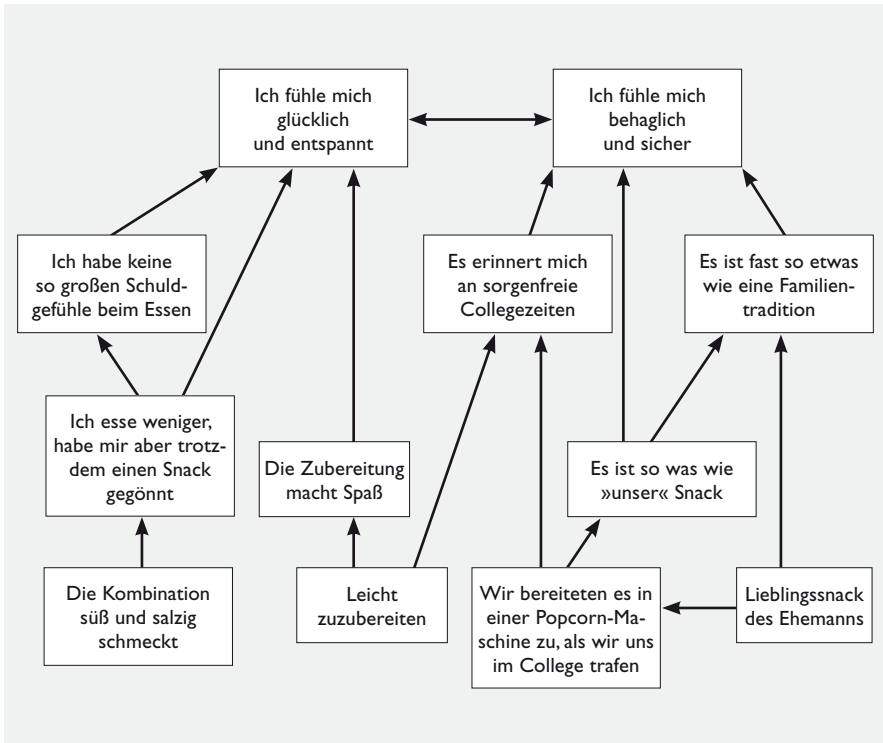 Ich fühle mich
glücklich
und entspannt
Ich fühle mich
behaglich
und sicher
Ich habe keine
so großen Schuld-
gefühle beim Essen
Es erinnert mich
an sorgenfreie
Collegezeiten
Es ist fast so etwas
wie eine Familien-
tradition
Ich esse weniger,
habe mir aber trotz-
dem einen Snack
gegönnt
Die Zubereitung
macht Spaß
Es ist so was wie
»unser« Snack
Die Kombination
süß und salzig
schmeckt
Leicht
zuzubereiten
Wir bereiteten es in
einer Popcorn-Ma-
schine zu, als wir uns
im College trafen
Lieblingssnack
des Ehemanns